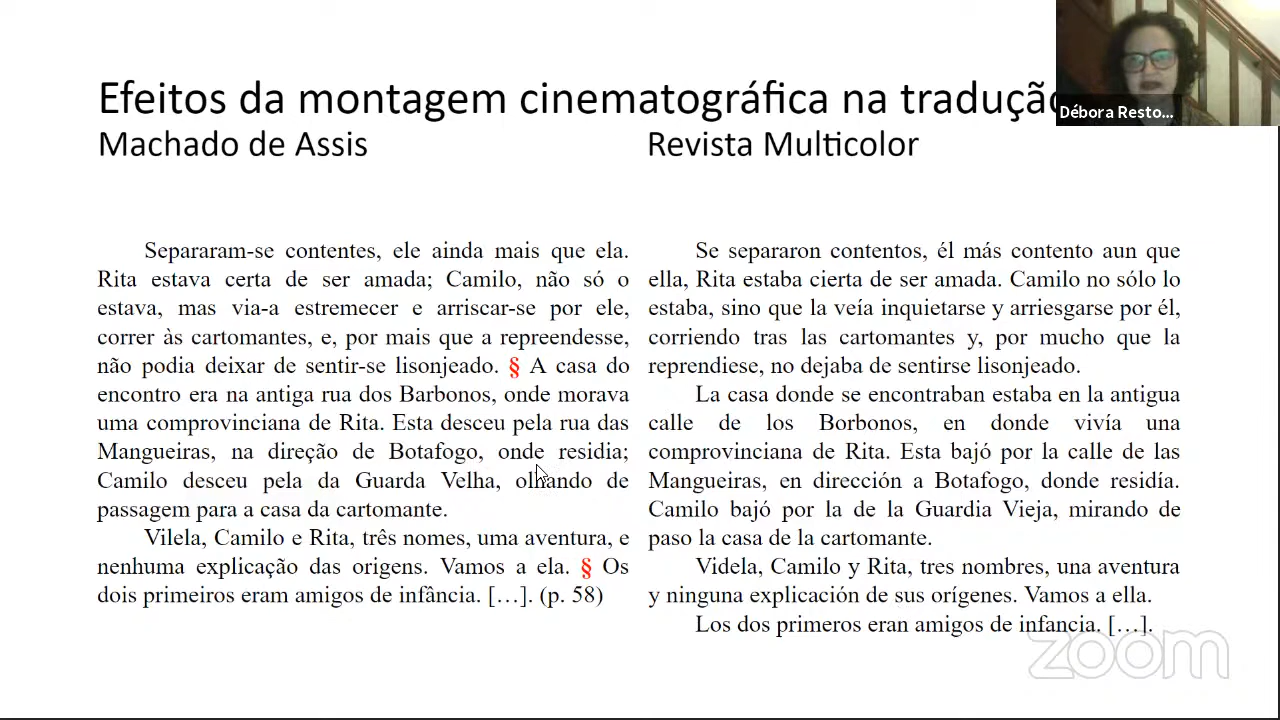 Efeitos da montagem cinematográfica na tradução
Débora Resto...
Machado de Assis
Separaram-se contentes, ele ainda mais que ela.
Rita estava certa de ser amada; Camilo, não só o
estava, mas via-a estremecer e arriscar-se por ele,
correr às cartomantes, e, por mais que a repreendesse,
não podia deixar de sentir-se lisonjeado. § A casa do
encontro era na antiga rua dos Barbonos, onde morava
uma comprovinciana de Rita. Esta desceu pela rua das
Mangueiras, na direção de Botafogo, onde residia;
Camilo desceu pela da Guarda Velha, olhando de
passagem para a casa da cartomante.
Vilela, Camilo e Rita, três nomes, uma aventura, e
nenhuma explicação das origens. Vamos a ela. § Os
dois primeiros eram amigos de infância. […]. (p. 58)
Revista Multicolor
Se separaron contentos, él más contento aun que
ella, Rita estaba cierta de ser amada. Camilo no sólo lo
estaba, sino que la veía inquietarse y arriesgarse por él,
corriendo tras las cartomantes y, por mucho que la
reprendiese, no dejaba de sentirse lisonjeado.
La casa donde se encontraban estaba en la antigua
calle de los Borbonos, en donde vivía una
comprovinciana de Rita. Esta bajó por la calle de las
Mangueiras, en dirección a Botafogo, donde residía.
Camilo bajó por la de la Guardia Vieja, mirando de
paso la casa de la cartomante.
Videla, Camilo y Rita, tres nombres, una aventura
y ninguna explicación de sus orígenes. Vamos a ella.
Los dos primeros eran amigos de infancia. […].
zoom